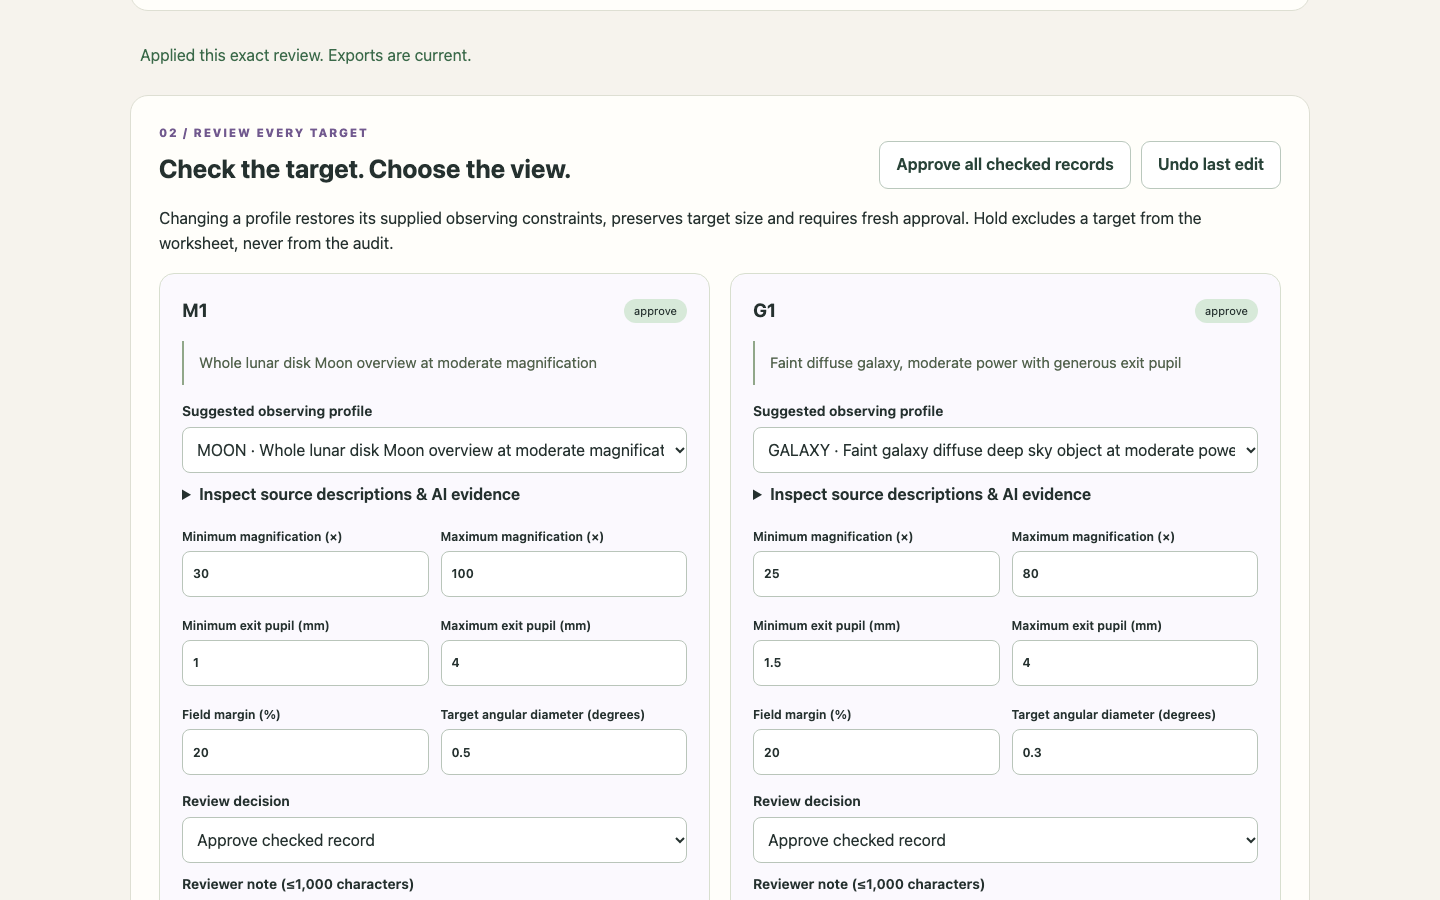 Applied this exact review. Exports are current.
02 / REVIEW EVERY TARGET
Check the target. Choose the view.
Approve all checked records
Undo last edit
Changing a profile restores its supplied observing constraints, preserves target size and requires fresh approval. Hold excludes a target from the
worksheet, never from the audit.
M1
approve
Whole lunar disk Moon overview at moderate magnification
Suggested observing profile
MOON · Whole lunar disk Moon overview at moderate magnificat
Inspect source descriptions & AI evidence
Minimum magnification (×)
Maximum magnification (×)
30
100
Minimum exit pupil (mm)
Maximum exit pupil (mm)
1
4
Field margin (%)
Target angular diameter (degrees)
20
0.5
Review decision
Approve checked record
Reviewer note (≤1,000 characters)
G1
approve
Faint diffuse galaxy, moderate power with generous exit pupil
Suggested observing profile
GALAXY · Faint galaxy diffuse deep sky object at moderate powe
Inspect source descriptions & AI evidence
Minimum magnification (×)
Maximum magnification (×)
25
80
Minimum exit pupil (mm)
Maximum exit pupil (mm)
1.5
4
Field margin (%)
Target angular diameter (degrees)
20
0.3
Review decision
Approve checked record
Reviewer note (≤1,000 characters)